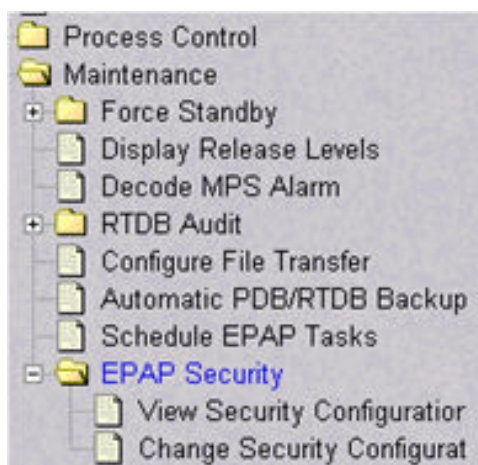 Process Control
Maintenance
Force Standby
Display Release Levels
Decode MPS Alarm
RTDB Audit
Configure File Transfer
Automatic PDB/RTDB Backup
Schedule EPAP Tasks
EPAP Security
View Security Configuratior
Change Security Configurat